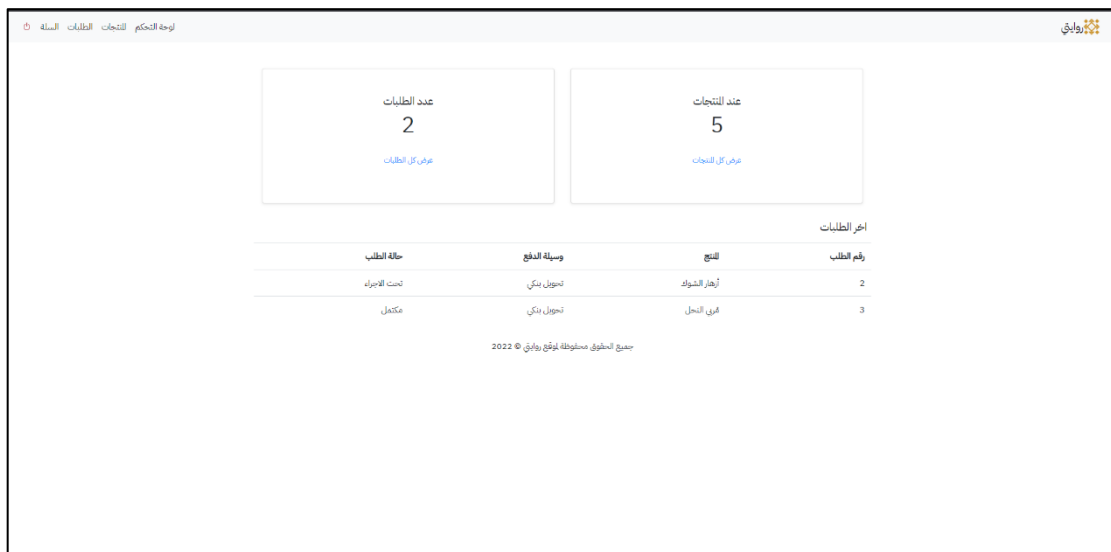 روايتي
لوحة التحكم المنتجات الطلبات السلة
عند المنتجات
5
عرض كل المنتجات
عدد الطلبات
2
عرض كل الطلبات
اخر الطلبات
رقم الطلب المنتج وسيلة الدفع حالة الطلب
2 أزهار الشوك تحويل بنكي تحت الاجراء
3 قرى النحل تحويل بنكي مكتمل
جميع الحقوق محفوظة لموقع روايتي © 2022